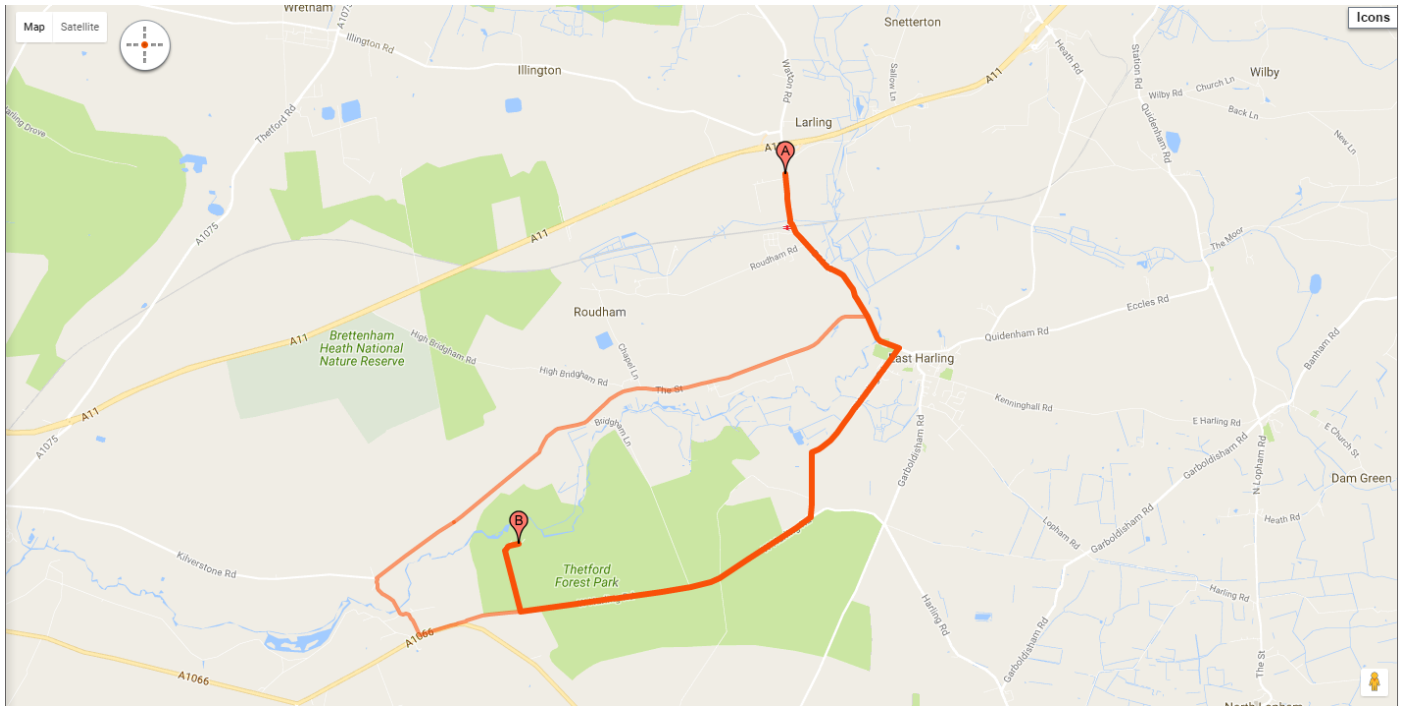 Wretham
Map Satellite
Icons
A1075
Illington Rd
Snetterton
Heath Rd
Station Rd
Illington
Watton Rd
Sallow Ln
A11
Wilby
Church Ln
Wilby Rd
Back Ln
Harling Drove
Thetford Rd
Larling
Quidenham Rd
New Ln
A
A1075
A11
The Moor
Roudham Rd
Eccles Rd
Roudham
Brettenham
Heath National
Nature Reserve
A11
High Bridgham Rd
Chapel Ln
Quidenham Rd
Banham Rd
East Harling
High Bridgham Rd
The St
A11
Kenninghall Rd
Bridgham Ln
E Harling Rd
E Church St
A1075
Garboldisham Rd
Garboldisham Rd
N Lopham Rd
Dam Green
B
Lopham Rd
Heath Rd
Garboldisham Rd
Kilverstone Rd
Thetford
Forest Park
Harling Rd
Harling Rd
A1066
Garboldisham Rd
The St
A1066
North Lopham